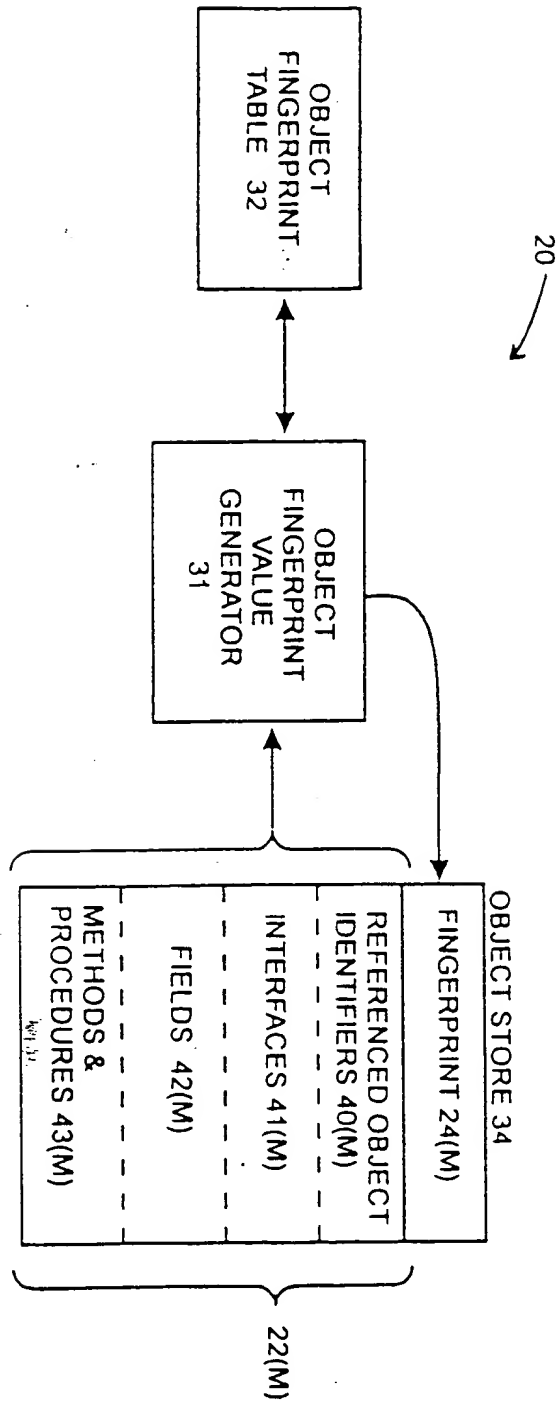 20
OBJECT
FINGERPRINT
TABLE 32
OBJECT
FINGERPRINT
VALUE
GENERATOR
31
OBJECT STORE 34
FINGERPRINT 24(M)
REFERENCED OBJECT
IDENTIFIERS 40(M)
INTERFACES 41(M)
FIELDS 42(M)
METHODS &
PROCEDURES 43(M)
22(M)